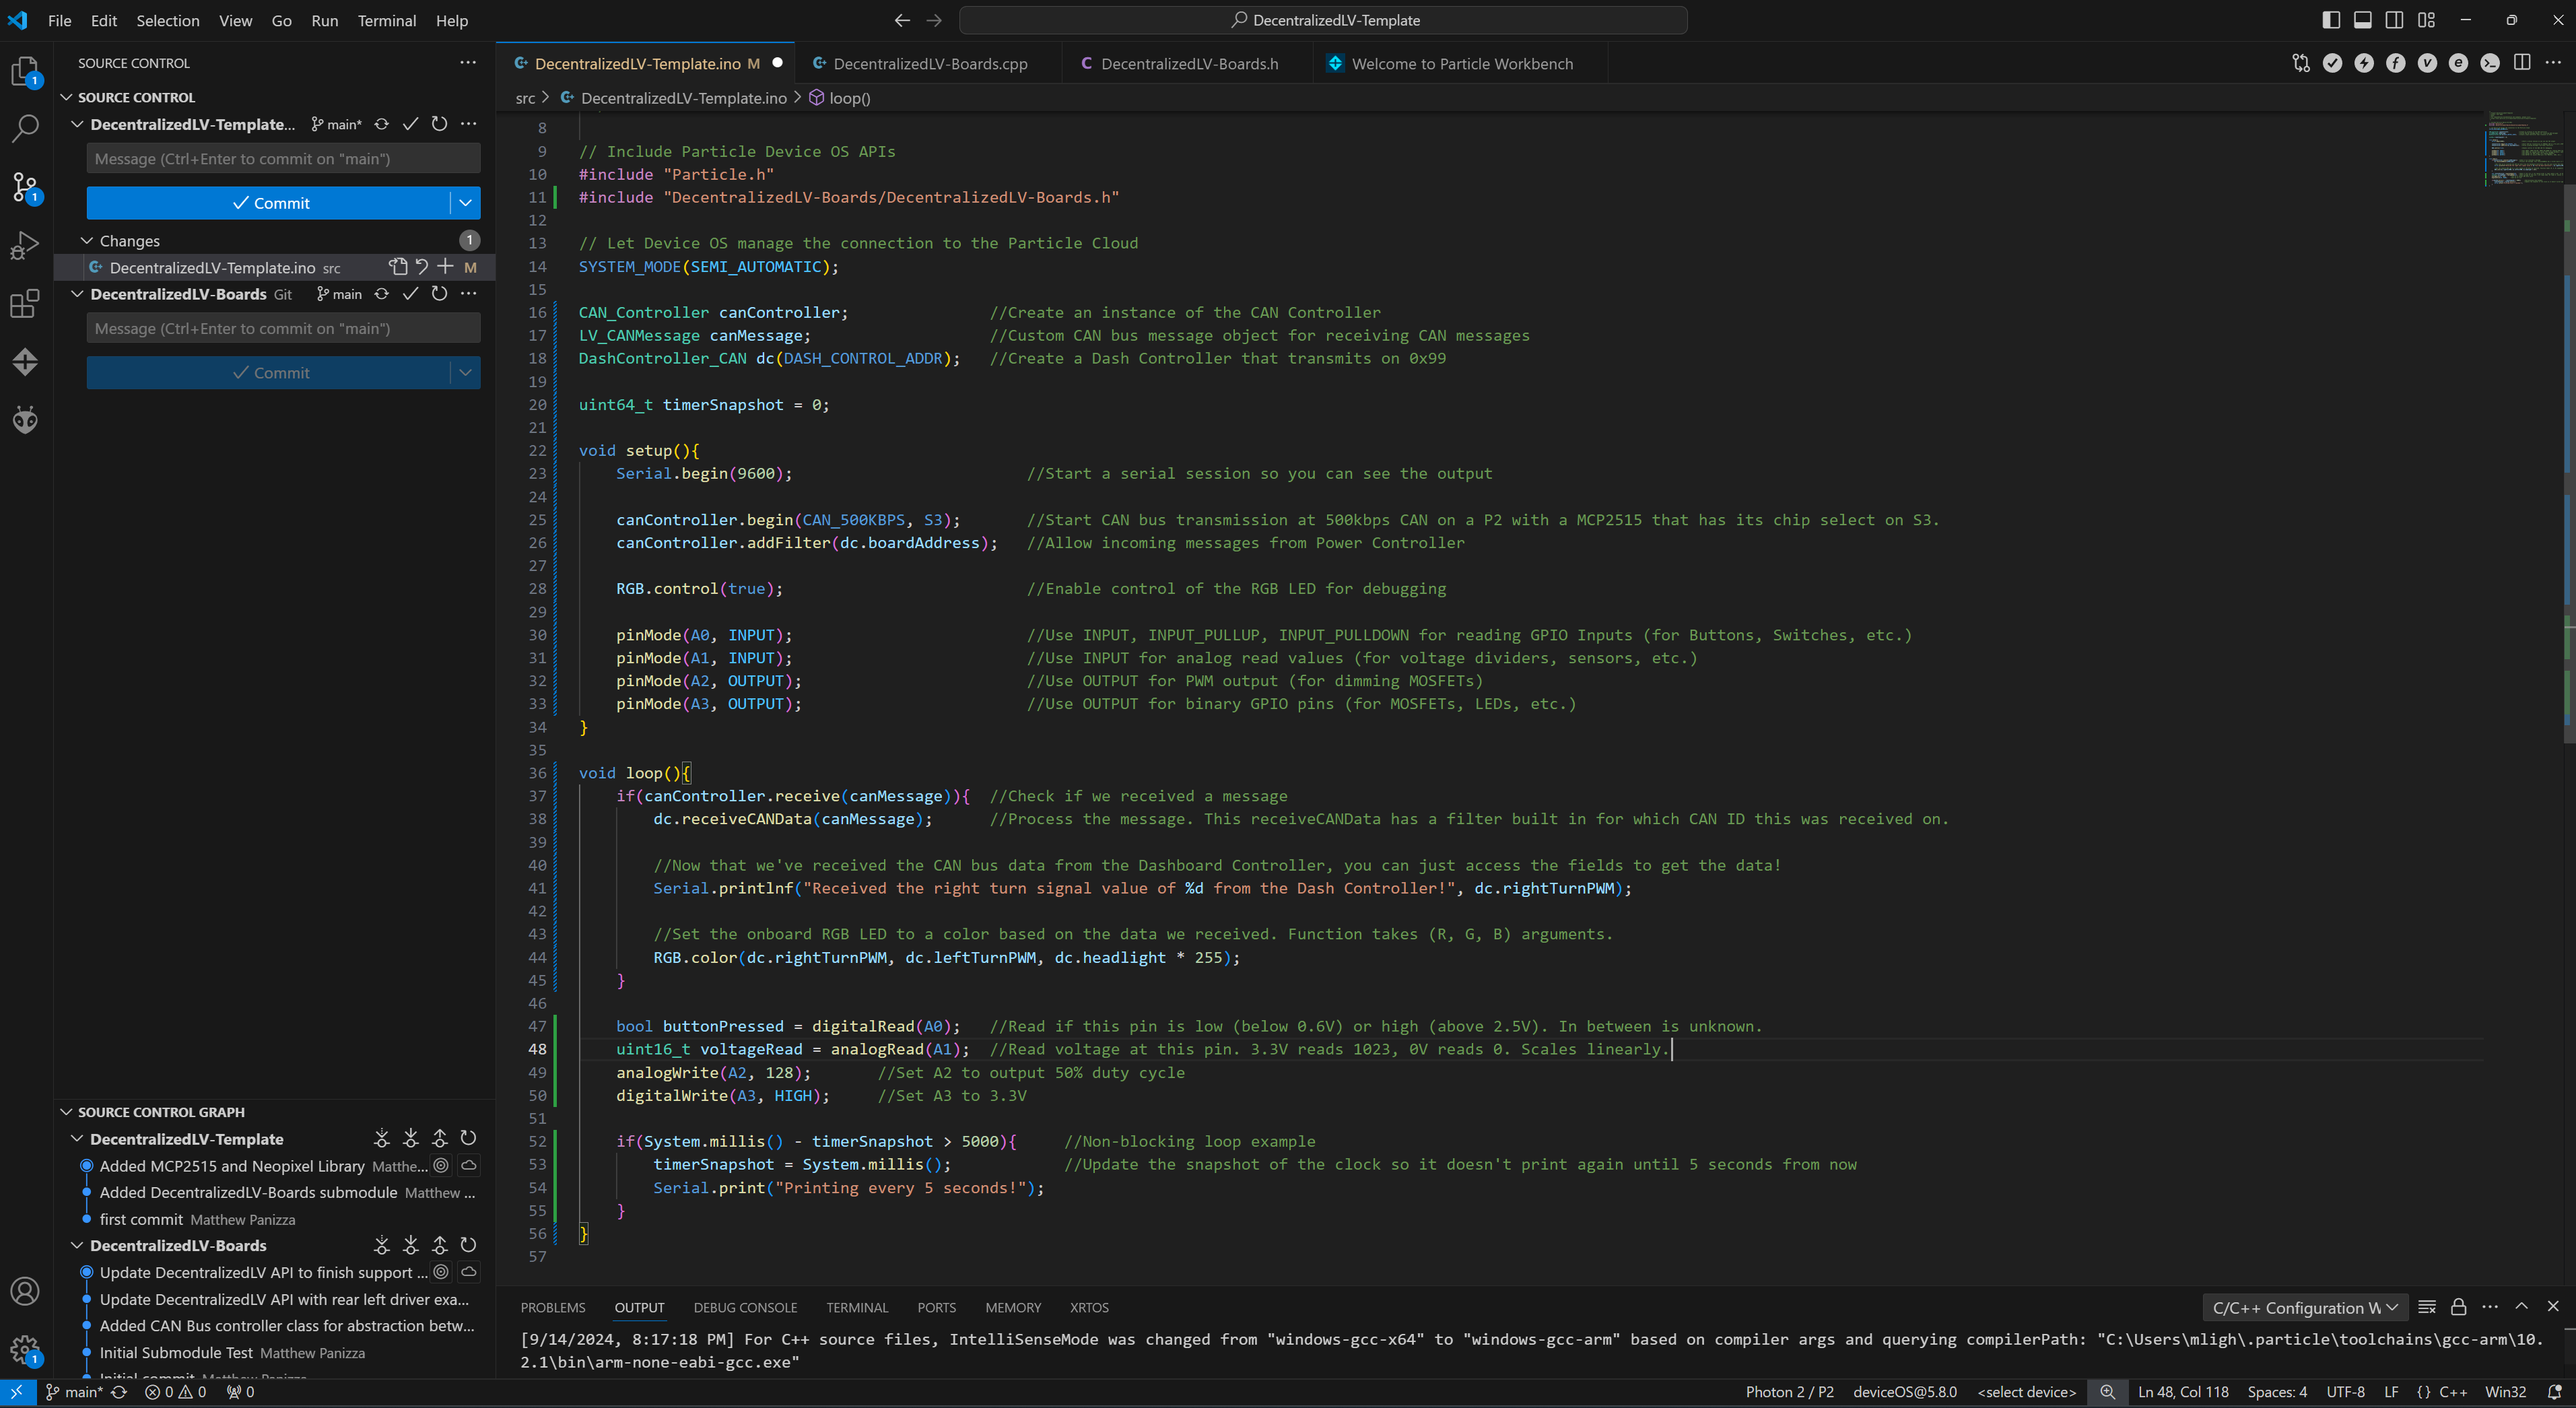 File Edit Selection View Go Run Terminal Help
DecentralizedLV-Template
SOURCE CONTROL
SOURCE CONTROL
DecentralizedLV-Template... main*
Message (Ctrl+Enter to commit on "main")
Commit
Changes 1
DecentralizedLV-Template.ino src M
DecentralizedLV-Boards Git main
Message (Ctrl+Enter to commit on "main")
Commit
SOURCE CONTROL GRAPH
DecentralizedLV-Template
Added MCP2515 and Neopixel Library Matthe...
Added DecentralizedLV-Boards submodule Matthew ...
first commit Matthew Panizza
DecentralizedLV-Boards
Update DecentralizedLV API to finish support ...
Update DecentralizedLV API with rear left driver exa...
Added CAN Bus controller class for abstraction betw...
Initial Submodule Test Matthew Panizza
Initial commit Matthew Panizza
DecentralizedLV-Template.ino M DecentralizedLV-Boards.cpp DecentralizedLV-Boards.h Welcome to Particle Workbench
src > DecentralizedLV-Template.ino > loop()
8
9 // Include Particle Device OS APIs
10 #include "Particle.h"
11 #include "DecentralizedLV-Boards/DecentralizedLV-Boards.h"
12
13 // Let Device OS manage the connection to the Particle Cloud
14 SYSTEM_MODE(SEMI_AUTOMATIC);
15
16 CAN_Controller canController; //Create an instance of the CAN Controller
17 LV_CANMessage canMessage; //Custom CAN bus message object for receiving CAN messages
18 DashController_CAN dc(DASH_CONTROL_ADDR); //Create a Dash Controller that transmits on 0x99
19
20 uint64_t timerSnapshot = 0;
21
22 void setup(){
23 Serial.begin(9600); //Start a serial session so you can see the output
24
25 canController.begin(CAN_500KBPS, S3); //Start CAN bus transmission at 500kbps CAN on a P2 with a MCP2515 that has its chip select on S3.
26 canController.addFilter(dc.boardAddress); //Allow incoming messages from Power Controller
27
28 RGB.control(true); //Enable control of the RGB LED for debugging
29
30 pinMode(A0, INPUT); //Use INPUT, INPUT_PULLUP, INPUT_PULLDOWN for reading GPIO Inputs (for Buttons, Switches, etc.)
31 pinMode(A1, INPUT); //Use INPUT for analog read values (for voltage dividers, sensors, etc.)
32 pinMode(A2, OUTPUT); //Use OUTPUT for PWM output (for dimming MOSFETs)
33 pinMode(A3, OUTPUT); //Use OUTPUT for binary GPIO pins (for MOSFETs, LEDs, etc.)
34 }
35
36 void loop(){
37 if(canController.receive(canMessage)){ //Check if we received a message
38 dc.receiveCANData(canMessage); //Process the message. This receiveCANData has a filter built in for which CAN ID this was received on.
39
40 //Now that we've received the CAN bus data from the Dashboard Controller, you can just access the fields to get the data!
41 Serial.printlnf("Received the right turn signal value of %d from the Dash Controller!", dc.rightTurnPWM);
42
43 //Set the onboard RGB LED to a color based on the data we received. Function takes (R, G, B) arguments.
44 RGB.color(dc.rightTurnPWM, dc.leftTurnPWM, dc.headlight * 255);
45 }
46
47 bool buttonPressed = digitalRead(A0); //Read if this pin is low (below 0.6V) or high (above 2.5V). In between is unknown.
48 uint16_t voltageRead = analogRead(A1); //Read voltage at this pin. 3.3V reads 1023, 0V reads 0. Scales linearly.
49 analogWrite(A2, 128); //Set A2 to output 50% duty cycle
50 digitalWrite(A3, HIGH); //Set A3 to 3.3V
51
52 if(System.millis() - timerSnapshot > 5000){ //Non-blocking loop example
53 timerSnapshot = System.millis(); //Update the snapshot of the clock so it doesn't print again until 5 seconds from now
54 Serial.print("Printing every 5 seconds!");
55 }
56 }
57
PROBLEMS OUTPUT DEBUG CONSOLE TERMINAL PORTS MEMORY XRTOS
C/C++ Configuration W
[9/14/2024, 8:17:18 PM] For C++ source files, IntelliSenseMode was changed from "windows-gcc-x64" to "windows-gcc-arm" based on compiler args and querying compilerPath: "C:\Users\mligh\.particle\toolchains\gcc-arm\10.
2.1\bin\arm-none-eabi-gcc.exe"
main* 0 0 0 Photon 2 / P2 deviceOS@5.8.0 <select device> Ln 48, Col 118 Spaces: 4 UTF-8 LF {} C++ Win32